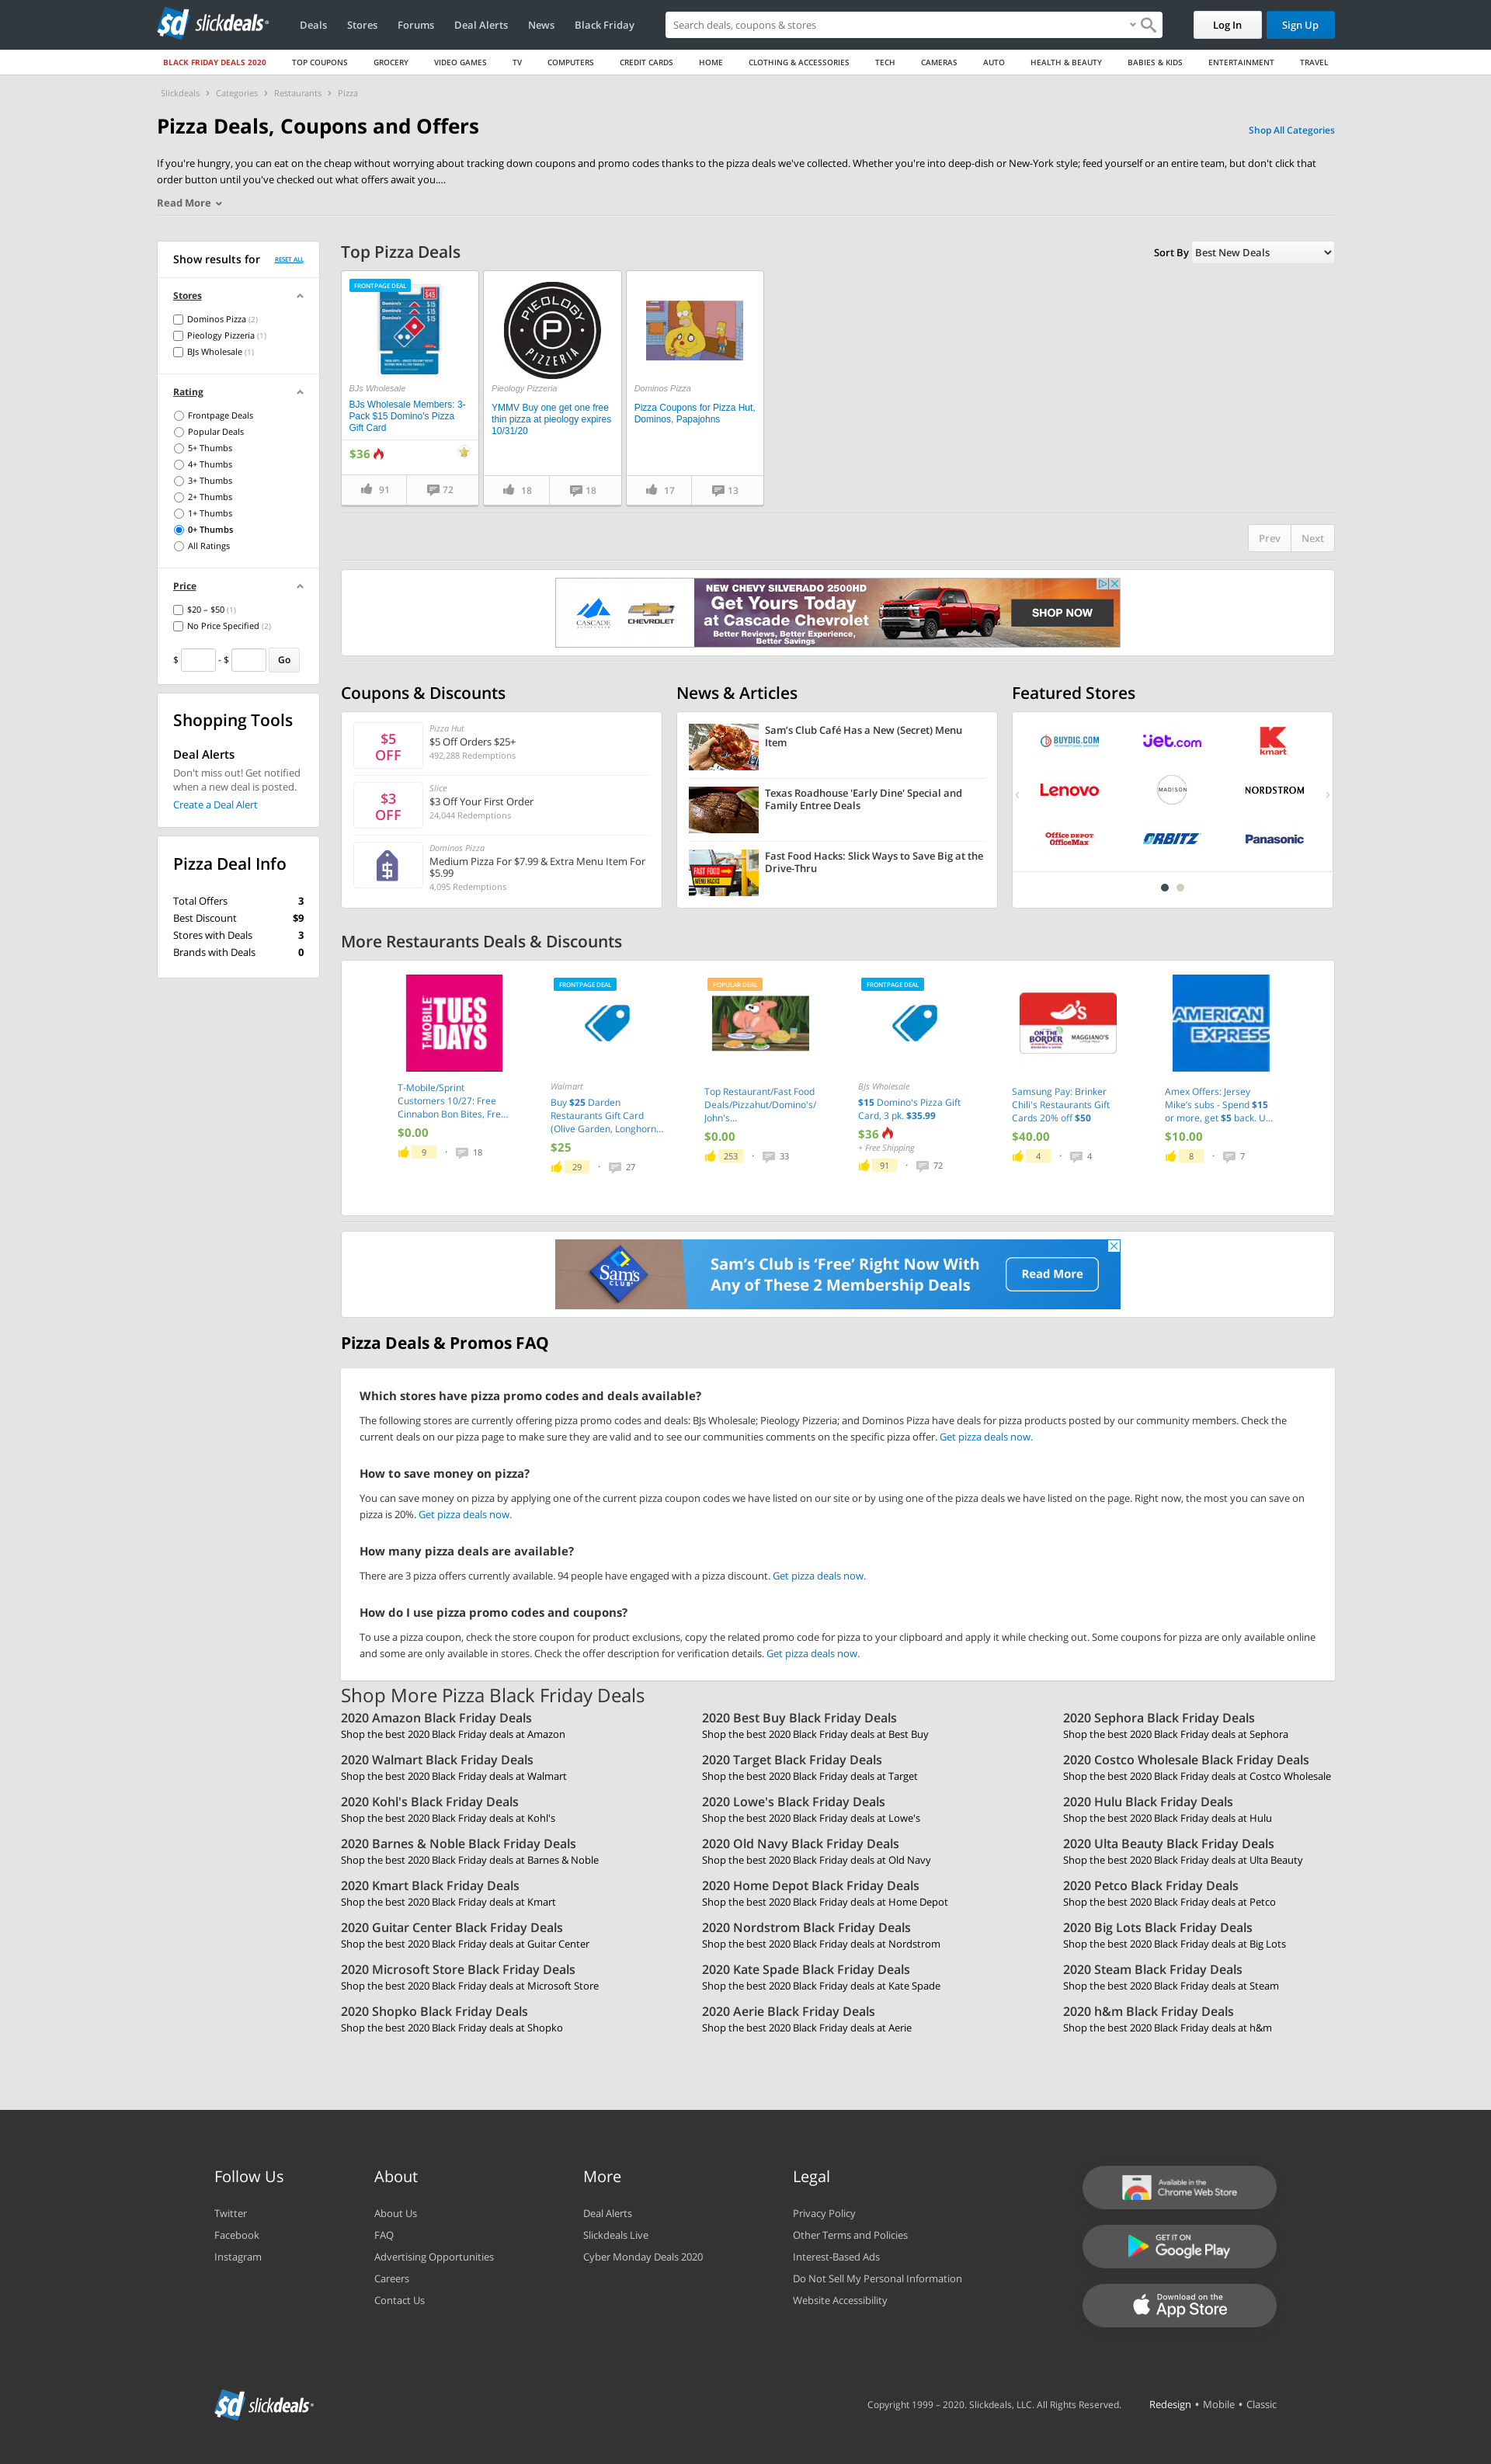 sd slickdeals
Deals Stores Forums Deal Alerts News Black Friday
Search deals, coupons & stores
Log In
Sign Up
BLACK FRIDAY DEALS 2020 TOP COUPONS GROCERY VIDEO GAMES TV COMPUTERS CREDIT CARDS HOME CLOTHING & ACCESSORIES TECH CAMERAS AUTO HEALTH & BEAUTY BABIES & KIDS ENTERTAINMENT TRAVEL
Slickdeals › Categories › Restaurants › Pizza
Pizza Deals, Coupons and Offers
Shop All Categories
If you're hungry, you can eat on the cheap without worrying about tracking down coupons and promo codes thanks to the pizza deals we've collected. Whether you're into deep-dish or New-York style; feed yourself or an entire team, but don't click that
order button until you've checked out what offers await you....
Read More
Show results for RESET ALL
Stores
Dominos Pizza (2)
Pieology Pizzeria (1)
BJs Wholesale (1)
Rating
Frontpage Deals
Popular Deals
5+ Thumbs
4+ Thumbs
3+ Thumbs
2+ Thumbs
1+ Thumbs
0+ Thumbs
All Ratings
Price
$20 – $50 (1)
No Price Specified (2)
$ - $ Go
Shopping Tools
Deal Alerts
Don't miss out! Get notified
when a new deal is posted.
Create a Deal Alert
Pizza Deal Info
Total Offers 3
Best Discount $9
Stores with Deals 3
Brands with Deals 0
Top Pizza Deals
Sort By Best New Deals
FRONTPAGE DEAL
$45
$15
$15
$15
BJs Wholesale
BJs Wholesale Members: 3-
Pack $15 Domino's Pizza
Gift Card
$36
91 72
PIEOLOGY
P
PIZZERIA
Pieology Pizzeria
YMMV Buy one get one free
thin pizza at pieology expires
10/31/20
18 18
Dominos Pizza
Pizza Coupons for Pizza Hut,
Dominos, Papajohns
17 13
Prev Next
CASCADE
CHEVROLET
NEW CHEVY SILVERADO 2500HD
Get Yours Today
at Cascade Chevrolet
Better Reviews, Better Experience,
Better Savings
SHOP NOW
Coupons & Discounts
$5
OFF
Pizza Hut
$5 Off Orders $25+
492,288 Redemptions
$3
OFF
Slice
$3 Off Your First Order
24,044 Redemptions
Dominos Pizza
Medium Pizza For $7.99 & Extra Menu Item For
$5.99
4,095 Redemptions
News & Articles
Sam's Club Café Has a New (Secret) Menu
Item
Texas Roadhouse 'Early Dine' Special and
Family Entree Deals
FAST FOOD
MENU HACKS
Fast Food Hacks: Slick Ways to Save Big at the
Drive-Thru
Featured Stores
BUYDIG.COM jet.com K kmart
Lenovo MADISON NORDSTROM
Office DEPOT
OfficeMax ORBITZ Panasonic
More Restaurants Deals & Discounts
T-MOBILE
TUES
DAYS
T-Mobile/Sprint
Customers 10/27: Free
Cinnabon Bon Bites, Fre...
$0.00
9 · 18
FRONTPAGE DEAL
Walmart
Buy $25 Darden
Restaurants Gift Card
(Olive Garden, Longhorn...
$25
29 · 27
POPULAR DEAL
Top Restaurant/Fast Food
Deals/Pizzahut/Domino's/
John's...
$0.00
253 · 33
FRONTPAGE DEAL
BJs Wholesale
$15 Domino's Pizza Gift
Card, 3 pk. $35.99
$36
+ Free Shipping
91 · 72
ON THE
BORDER
MAGGIANO'S
Samsung Pay: Brinker
Chili's Restaurants Gift
Cards 20% off $50
$40.00
4 · 4
AMERICAN
EXPRESS
Amex Offers: Jersey
Mike's subs - Spend $15
or more, get $5 back. U...
$10.00
8 · 7
Sam's
CLUB
Sam's Club is 'Free' Right Now With
Any of These 2 Membership Deals
Read More
Pizza Deals & Promos FAQ
Which stores have pizza promo codes and deals available?
The following stores are currently offering pizza promo codes and deals: BJs Wholesale; Pieology Pizzeria; and Dominos Pizza have deals for pizza products posted by our community members. Check the
current deals on our pizza page to make sure they are valid and to see our communities comments on the specific pizza offer. Get pizza deals now.
How to save money on pizza?
You can save money on pizza by applying one of the current pizza coupon codes we have listed on our site or by using one of the pizza deals we have listed on the page. Right now, the most you can save on
pizza is 20%. Get pizza deals now.
How many pizza deals are available?
There are 3 pizza offers currently available. 94 people have engaged with a pizza discount. Get pizza deals now.
How do I use pizza promo codes and coupons?
To use a pizza coupon, check the store coupon for product exclusions, copy the related promo code for pizza to your clipboard and apply it while checking out. Some coupons for pizza are only available online
and some are only available in stores. Check the offer description for verification details. Get pizza deals now.
Shop More Pizza Black Friday Deals
2020 Amazon Black Friday Deals
Shop the best 2020 Black Friday deals at Amazon
2020 Best Buy Black Friday Deals
Shop the best 2020 Black Friday deals at Best Buy
2020 Sephora Black Friday Deals
Shop the best 2020 Black Friday deals at Sephora
2020 Walmart Black Friday Deals
Shop the best 2020 Black Friday deals at Walmart
2020 Target Black Friday Deals
Shop the best 2020 Black Friday deals at Target
2020 Costco Wholesale Black Friday Deals
Shop the best 2020 Black Friday deals at Costco Wholesale
2020 Kohl's Black Friday Deals
Shop the best 2020 Black Friday deals at Kohl's
2020 Lowe's Black Friday Deals
Shop the best 2020 Black Friday deals at Lowe's
2020 Hulu Black Friday Deals
Shop the best 2020 Black Friday deals at Hulu
2020 Barnes & Noble Black Friday Deals
Shop the best 2020 Black Friday deals at Barnes & Noble
2020 Old Navy Black Friday Deals
Shop the best 2020 Black Friday deals at Old Navy
2020 Ulta Beauty Black Friday Deals
Shop the best 2020 Black Friday deals at Ulta Beauty
2020 Kmart Black Friday Deals
Shop the best 2020 Black Friday deals at Kmart
2020 Home Depot Black Friday Deals
Shop the best 2020 Black Friday deals at Home Depot
2020 Petco Black Friday Deals
Shop the best 2020 Black Friday deals at Petco
2020 Guitar Center Black Friday Deals
Shop the best 2020 Black Friday deals at Guitar Center
2020 Nordstrom Black Friday Deals
Shop the best 2020 Black Friday deals at Nordstrom
2020 Big Lots Black Friday Deals
Shop the best 2020 Black Friday deals at Big Lots
2020 Microsoft Store Black Friday Deals
Shop the best 2020 Black Friday deals at Microsoft Store
2020 Kate Spade Black Friday Deals
Shop the best 2020 Black Friday deals at Kate Spade
2020 Steam Black Friday Deals
Shop the best 2020 Black Friday deals at Steam
2020 Shopko Black Friday Deals
Shop the best 2020 Black Friday deals at Shopko
2020 Aerie Black Friday Deals
Shop the best 2020 Black Friday deals at Aerie
2020 h&m Black Friday Deals
Shop the best 2020 Black Friday deals at h&m
Follow Us
Twitter
Facebook
Instagram
About
About Us
FAQ
Advertising Opportunities
Careers
Contact Us
More
Deal Alerts
Slickdeals Live
Cyber Monday Deals 2020
Legal
Privacy Policy
Other Terms and Policies
Interest-Based Ads
Do Not Sell My Personal Information
Website Accessibility
Available in the
Chrome Web Store
GET IT ON
Google Play
Download on the
App Store
sd slickdeals
Copyright 1999 – 2020. Slickdeals, LLC. All Rights Reserved.
Redesign • Mobile • Classic